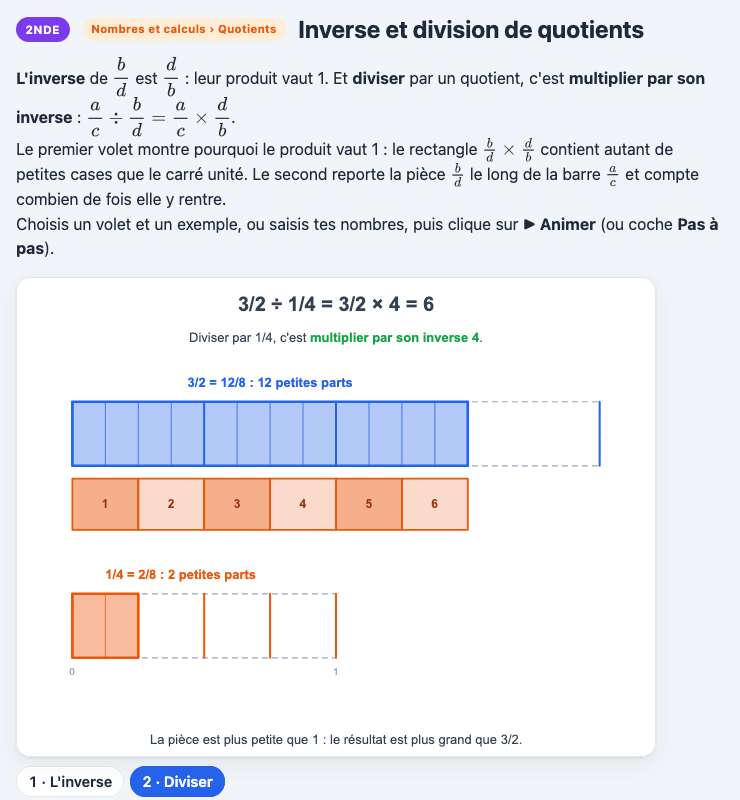 2NDE Nombres et calculs › Quotients Inverse et division de quotients
L'inverse de b/d est d/b : leur produit vaut 1. Et diviser par un quotient, c'est multiplier par son
inverse : a/c ÷ b/d = a/c × d/b.
Le premier volet montre pourquoi le produit vaut 1 : le rectangle b/d × d/b contient autant de
petites cases que le carré unité. Le second reporte la pièce b/d le long de la barre a/c et compte
combien de fois elle y rentre.
Choisis un volet et un exemple, ou saisis tes nombres, puis clique sur ▶ Animer (ou coche Pas à
pas).
3/2 ÷ 1/4 = 3/2 × 4 = 6
Diviser par 1/4, c'est multiplier par son inverse 4.
3/2 = 12/8 : 12 petites parts
1 2 3 4 5 6
1/4 = 2/8 : 2 petites parts
0 1
La pièce est plus petite que 1 : le résultat est plus grand que 3/2.
1 · L'inverse 2 · Diviser